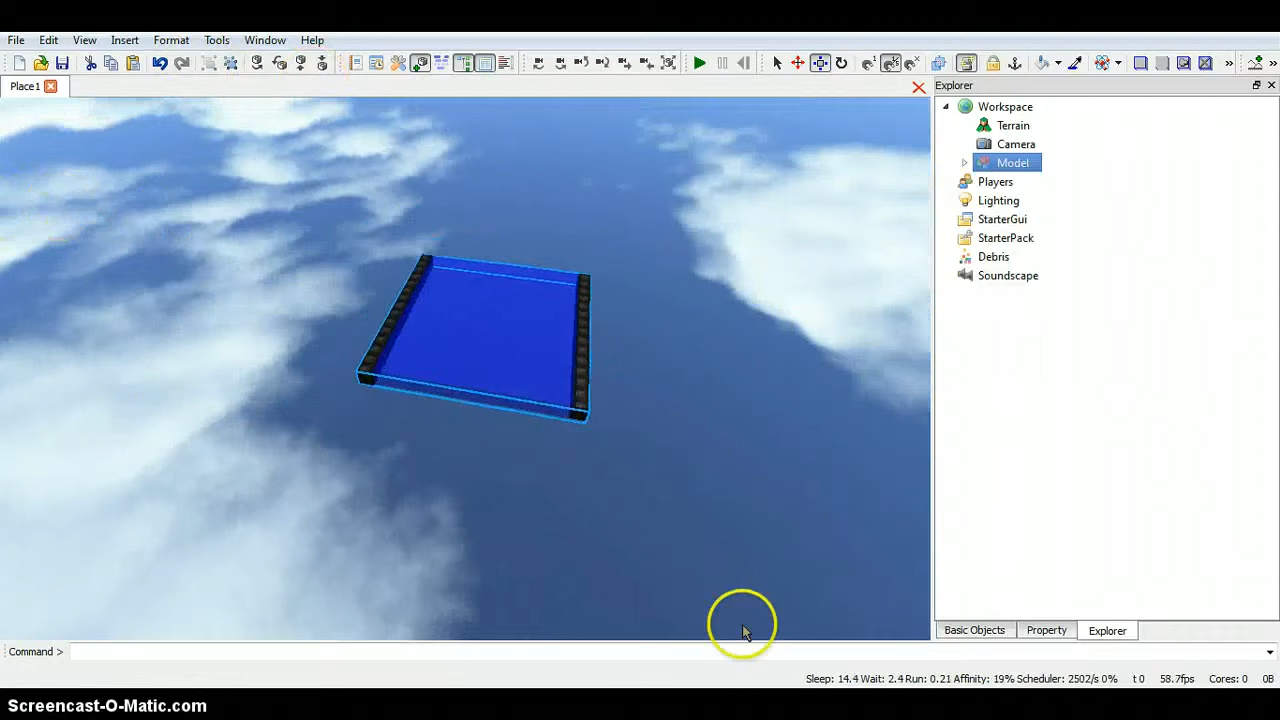 File Edit View Insert Format Tools Window Help
Place1
Explorer
Workspace
Terrain
Camera
Model
Players
Lighting
StarterGui
StarterPack
Debris
Soundscape
Basic Objects Property Explorer
Command >
Sleep: 14.4 Wait: 2.4 Run: 0.21 Affinity: 19% Scheduler: 2502/s 0% t 0 58.7fps Cores: 0 0B
Screencast-O-Matic.com